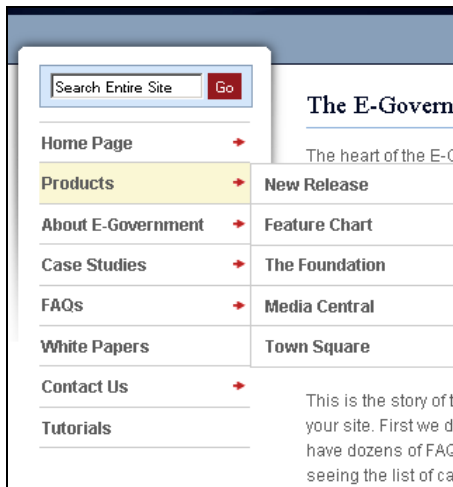 Search Entire Site Go
The E-Govern
Home Page
The heart of the E-
Products
New Release
About E-Government
Feature Chart
Case Studies
The Foundation
FAQs
Media Central
White Papers
Town Square
Contact Us
This is the story of
Tutorials
your site. First we d
have dozens of FAQ
seeing the list of ca